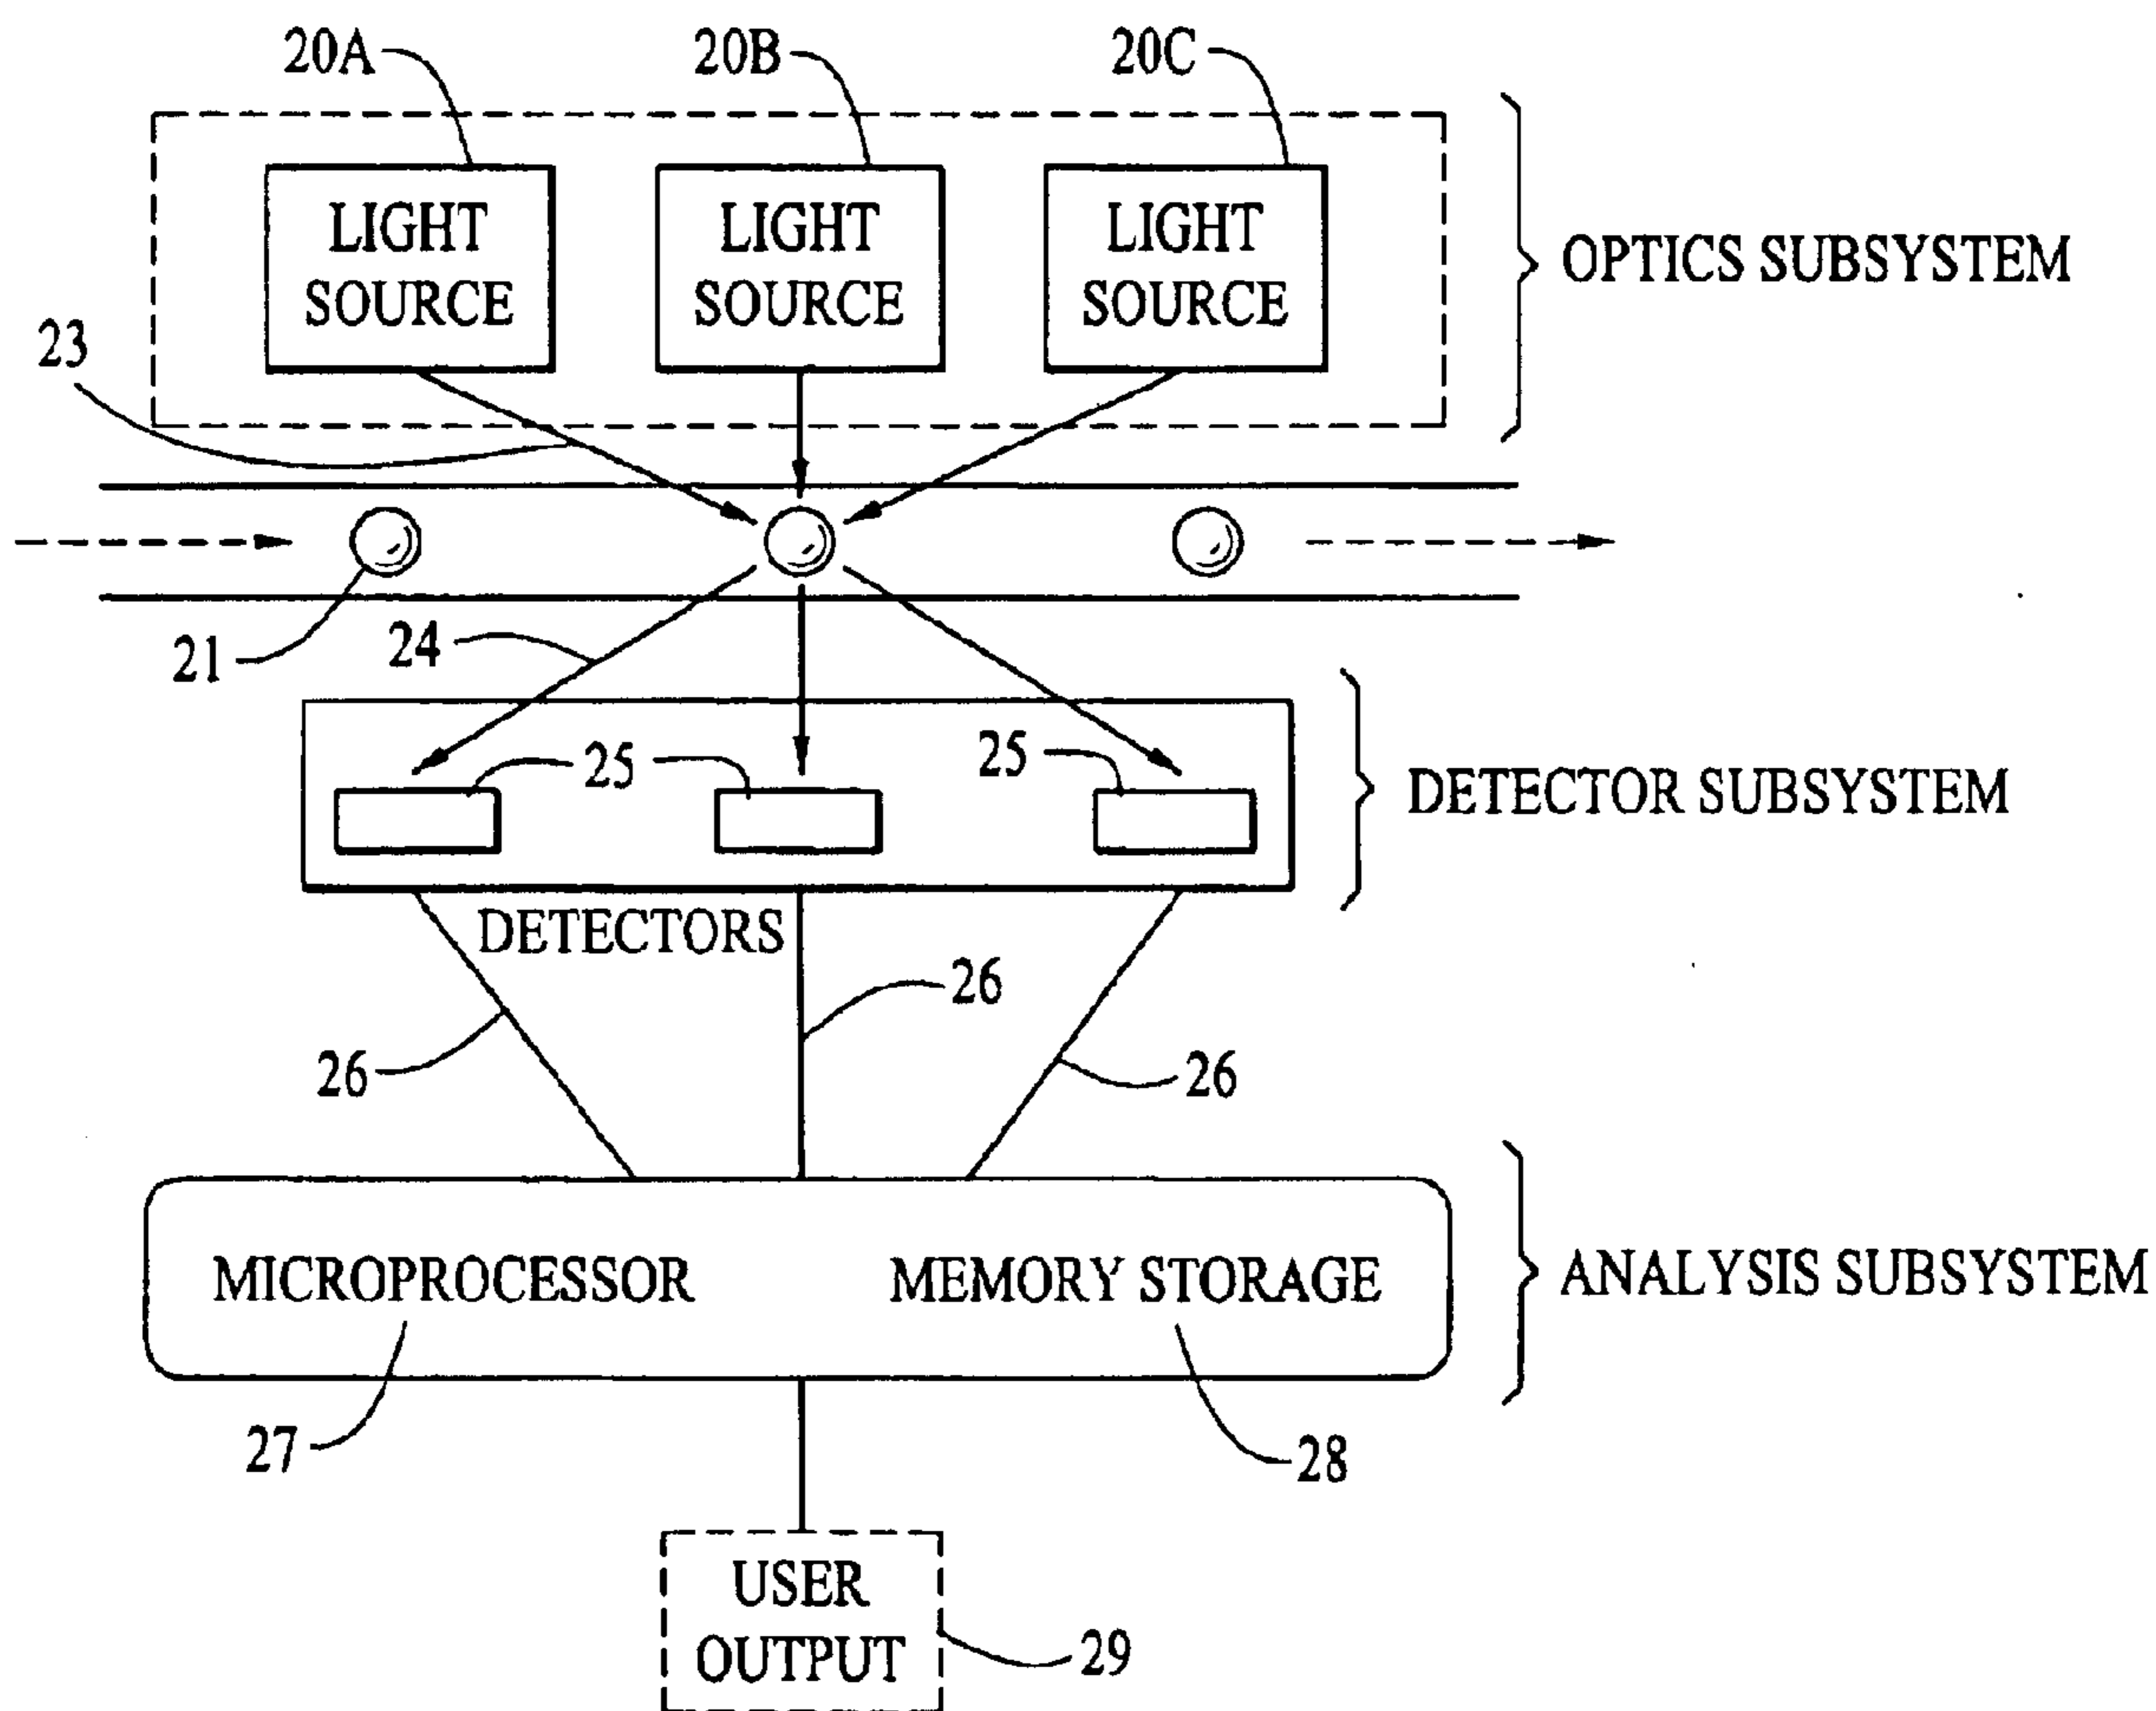 20A
20B
20C
LIGHT
SOURCE
LIGHT
SOURCE
LIGHT
SOURCE
OPTICS SUBSYSTEM
23
21
24
25
25
DETECTOR SUBSYSTEM
DETECTORS
26
26
26
MICROPROCESSOR
MEMORY STORAGE
ANALYSIS SUBSYSTEM
27
28
USER
OUTPUT
29